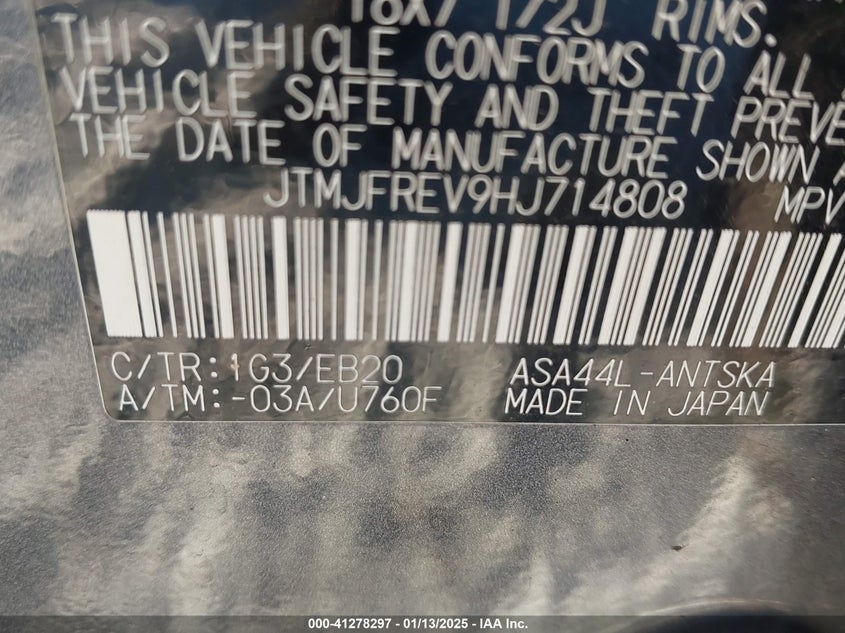 18X7 1/2J RIMS.
THIS VEHICLE CONFORMS TO ALL
VEHICLE SAFETY AND THEFT PREVE
THE DATE OF MANUFACTURE SHOWN A
JTMJFREV9HJ714808 MPV
C/TR:1G3/EB20 ASA44L-ANTSKA
A/TM:-03A/U760F MADE IN JAPAN
000-41278297 - 01/13/2025 - IAA Inc.